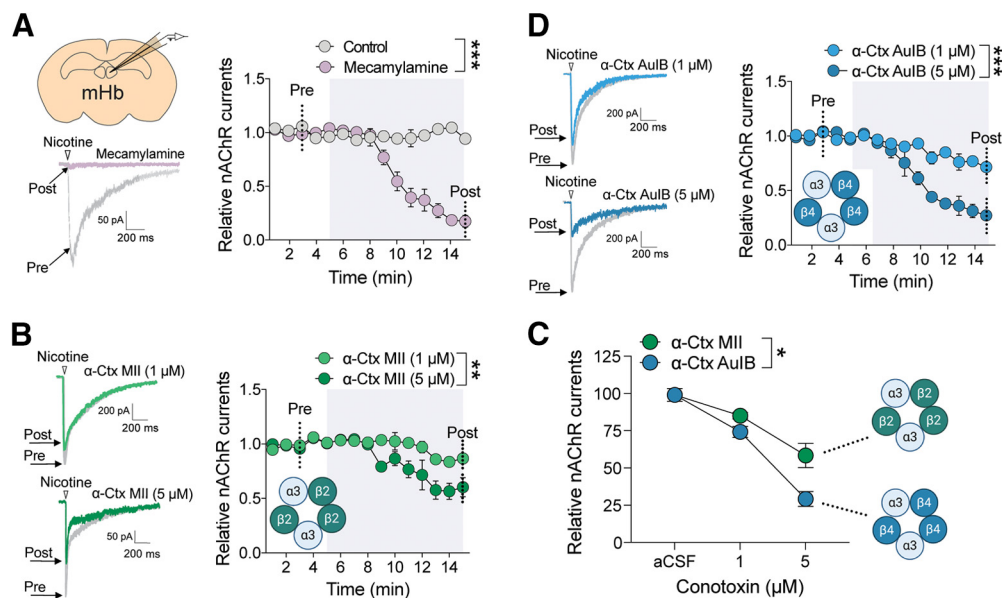 A
mHb
Nicotine
Mecamylamine
Post
Pre
50 pA
200 ms
Control
Mecamylamine
***
Relative nAChR currents
1.5
1.0
0.5
0.0
Pre
Post
2 4 6 8 10 12 14
Time (min)
B
Nicotine
α-Ctx MII (1 µM)
200 pA
200 ms
Post
Pre
Nicotine
α-Ctx MII (5 µM)
50 pA
200 ms
Post
Pre
α-Ctx MII (1 µM)
α-Ctx MII (5 µM)
**
Relative nAChR currents
1.5
1.0
0.5
0.0
Pre
Post
α3 β2
β2 β2
α3
2 4 6 8 10 12 14
Time (min)
D
Nicotine
α-Ctx AuIB (1 µM)
200 pA
200 ms
Post
Pre
Nicotine
α-Ctx AuIB (5 µM)
200 pA
200 ms
Post
Pre
α-Ctx AuIB (1 µM)
α-Ctx AuIB (5 µM)
***
Relative nAChR currents
1.5
1.0
0.5
0.0
Pre
Post
α3 β4
β4 β4
α3
2 4 6 8 10 12 14
Time (min)
C
α-Ctx MII
α-Ctx AuIB
*
Relative nAChR currents
125
100
75
50
25
0
aCSF 1 5
Conotoxin (µM)
α3 β2
β2 β2
α3
α3 β4
β4 β4
α3